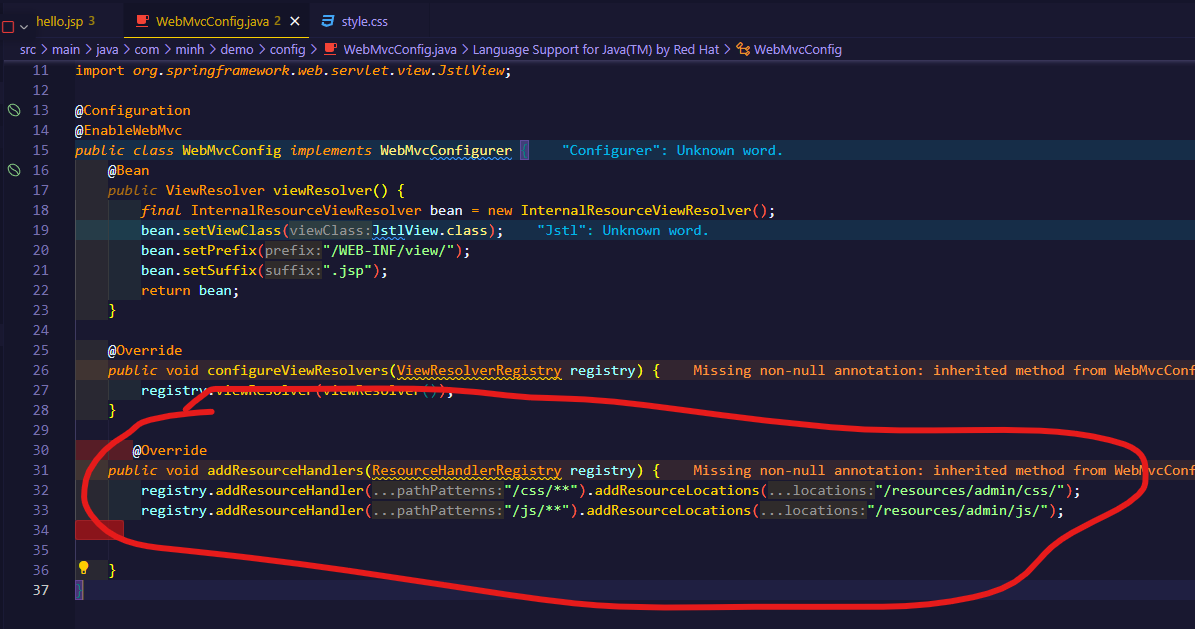 hello.jsp 3
WebMvcConfig.java 2
style.css
src > main > java > com > minh > demo > config > WebMvcConfig.java > Language Support for Java(TM) by Red Hat > WebMvcConfig
11 import org.springframework.web.servlet.view.JstlView;
12
13 @Configuration
14 @EnableWebMvc
15 public class WebMvcConfig implements WebMvcConfigurer { "Configurer": Unknown word.
16 @Bean
17 public ViewResolver viewResolver() {
18 final InternalResourceViewResolver bean = new InternalResourceViewResolver();
19 bean.setViewClass(viewClass:JstlView.class); "Jstl": Unknown word.
20 bean.setPrefix(prefix:"/WEB-INF/view/");
21 bean.setSuffix(suffix:".jsp");
22 return bean;
23 }
24
25 @Override
26 public void configureViewResolvers(ViewResolverRegistry registry) { Missing non-null annotation: inherited method from WebMvcConf
27 registry.viewResolver(viewResolver());
28 }
29
30 @Override
31 public void addResourceHandlers(ResourceHandlerRegistry registry) { Missing non-null annotation: inherited method from WebMvcConf
32 registry.addResourceHandler(...pathPatterns:"/css/**").addResourceLocations(...locations:"/resources/admin/css/");
33 registry.addResourceHandler(...pathPatterns:"/js/**").addResourceLocations(...locations:"/resources/admin/js/");
34
35
36 }
37 }